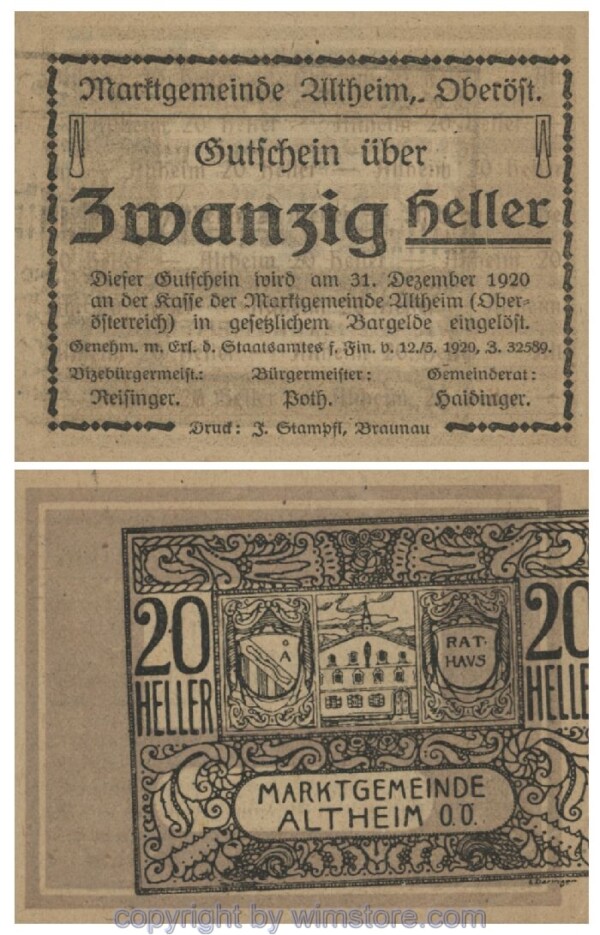 Marktgemeinde Altheim, Oberöst.
Gutschein über
Zwanzig Heller
Dieser Gutschein wird am 31. Dezember 1920
an der Kasse der Marktgemeinde Altheim (Ober-
österreich) in gesetzlichem Bargelde eingelöst.
Genehm. m. Erl. d. Staatsamtes f. Fin. v. 12./5. 1920, Z. 32589.
Vizebürgermeist.: Bürgermeister: Gemeinderat:
Reisinger. Poth. Haidinger.
Druck: J. Stampfl, Braunau
20 20
HELLER HELLE
A
RAT-
HAUS
MARKTGEMEINDE
ALTHEIM O.Ö.
copyright by wimstore.com